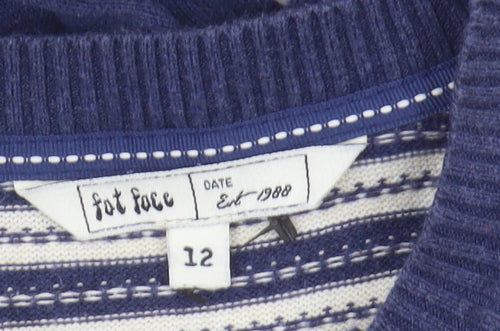 fat face
DATE
Est - 1988
12